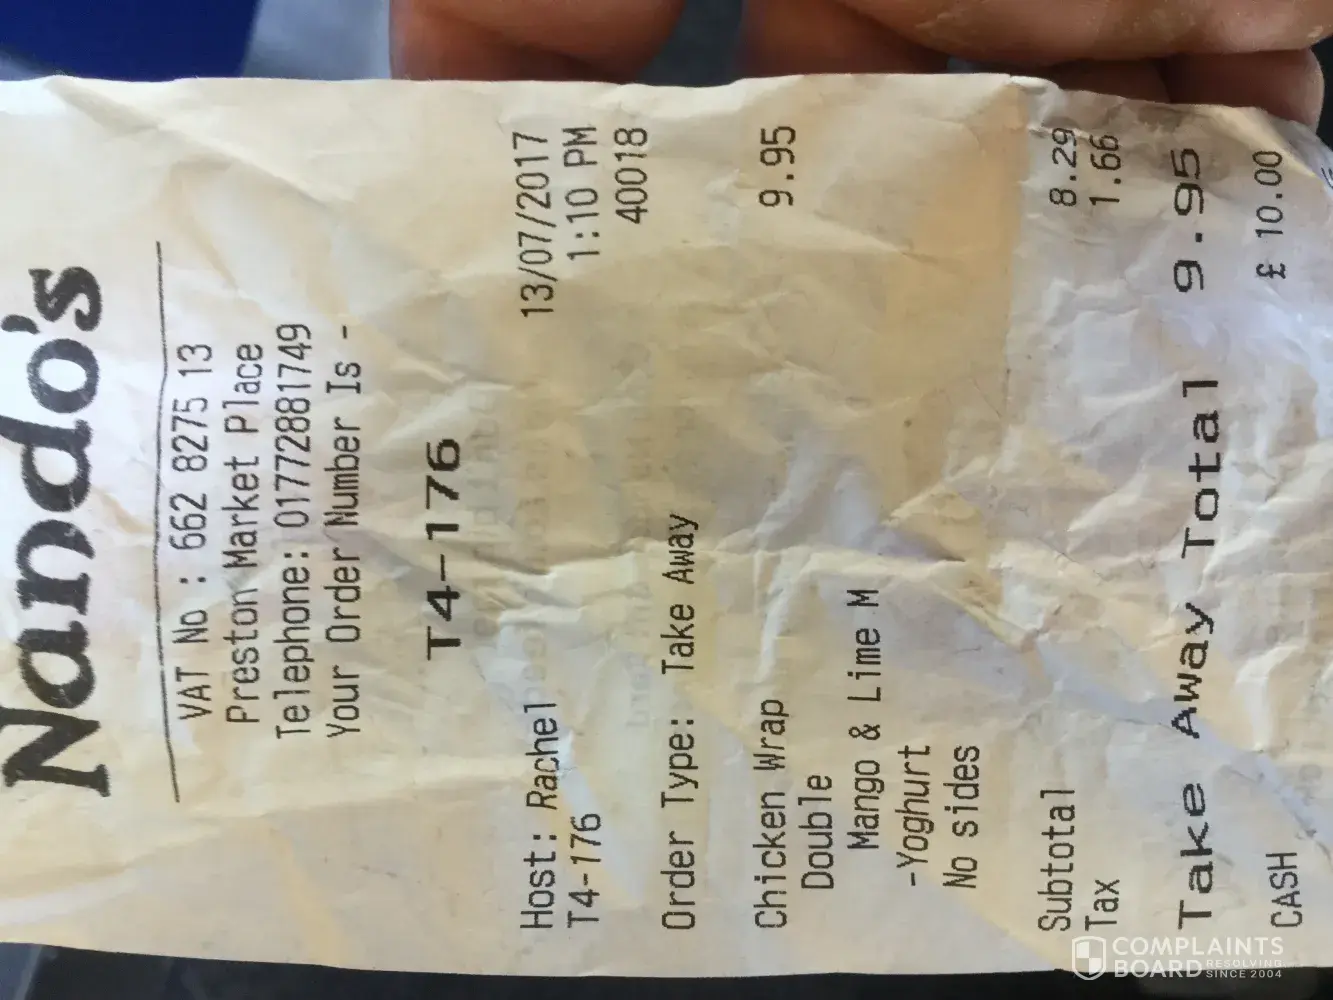 Nando's
VAT No : 662 8275 13
Preston Market Place
Telephone: 01772881749
Your Order Number Is -
T4-176
Host: Rachel 13/07/2017
T4-176 1:10 PM
40018
Order Type: Take Away
Chicken Wrap 9.95
Double
Mango & Lime M
-Yoghurt
No sides
Subtotal 8.29
Tax 1.66
Take Away Total 9.95
CASH £ 10.00
COMPLAINTS
BOARD RESOLVING
SINCE 2004